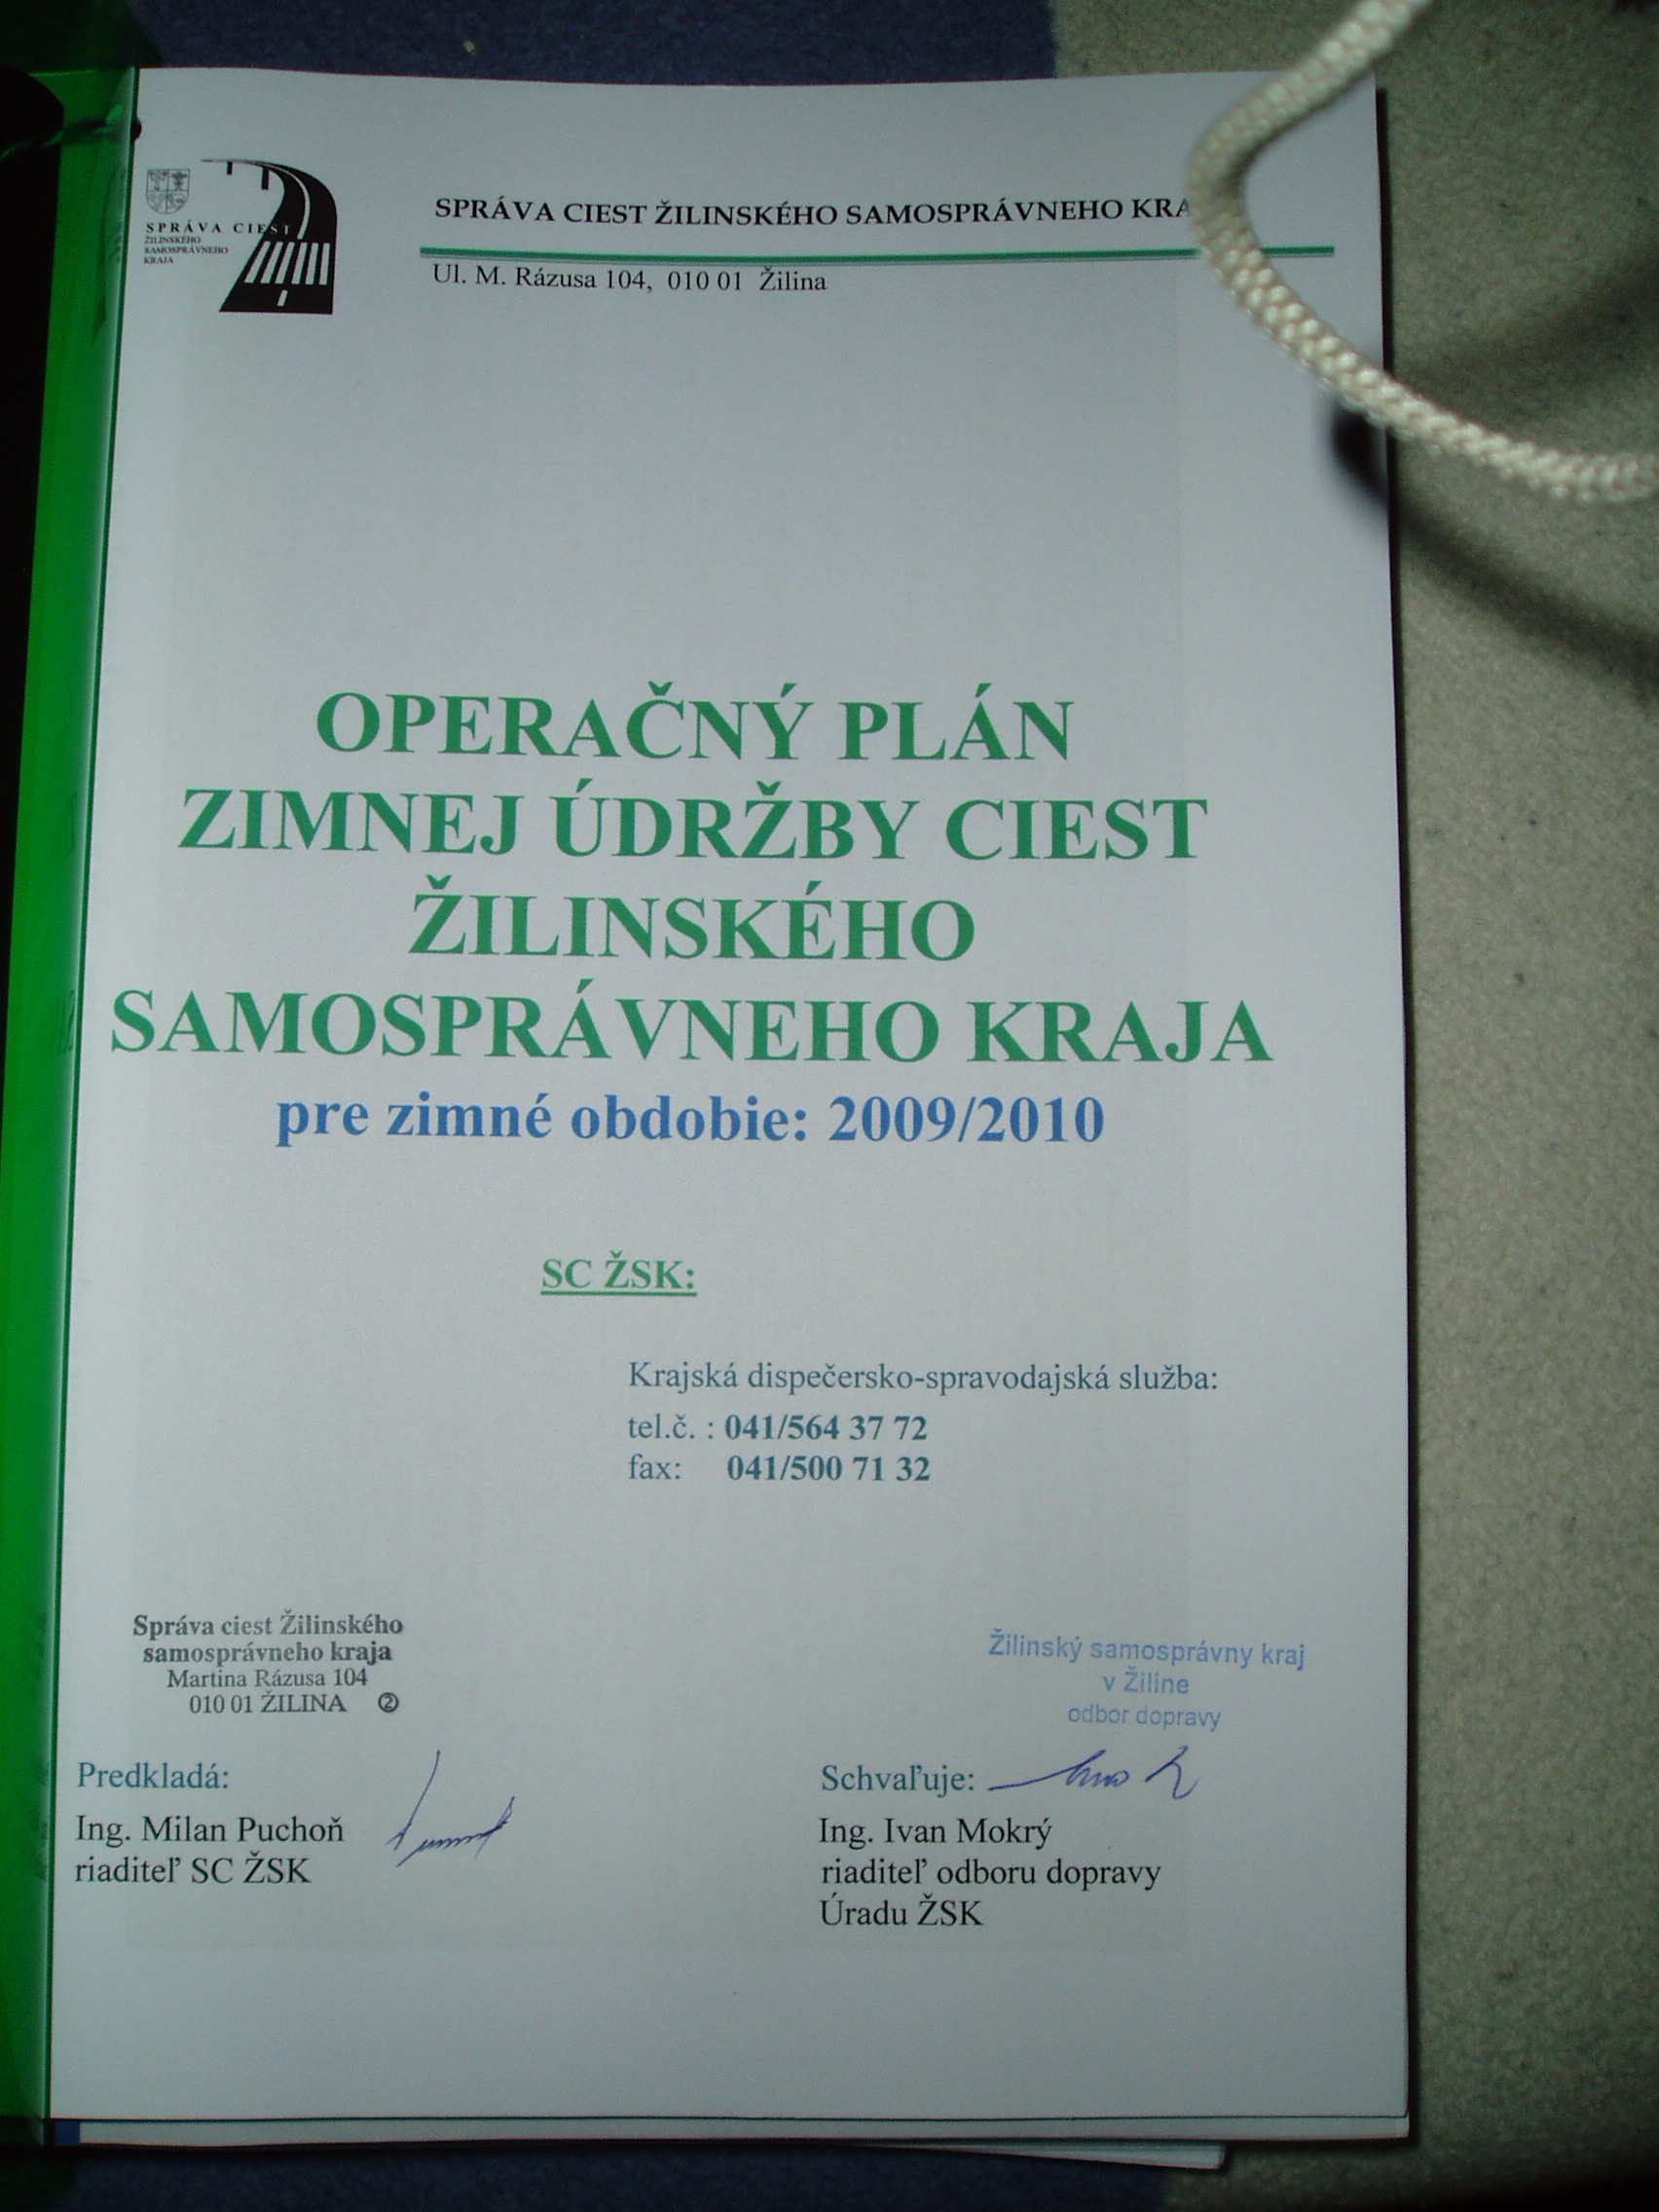 SPRÁVA CIEST
ŽILINSKÉHO
SAMOSPRÁVNEHO
KRAJA
SPRÁVA CIEST ŽILINSKÉHO SAMOSPRÁVNEHO KRA
Ul. M. Rázusa 104, 010 01 Žilina
OPERAČNÝ PLÁN
ZIMNEJ ÚDRŽBY CIEST
ŽILINSKÉHO
SAMOSPRÁVNEHO KRAJA
pre zimné obdobie: 2009/2010
SC ŽSK:
Krajská dispečersko-spravodajská služba:
tel.č. : 041/564 37 72
fax: 041/500 71 32
Správa ciest Žilinského
samosprávneho kraja
Martina Rázusa 104
010 01 ŽILINA ②
Žilinský samosprávny kraj
v Žiline
odbor dopravy
Predkladá:
Ing. Milan Puchoň
riaditeľ SC ŽSK
Schvaľuje:
Ing. Ivan Mokrý
riaditeľ odboru dopravy
Úradu ŽSK